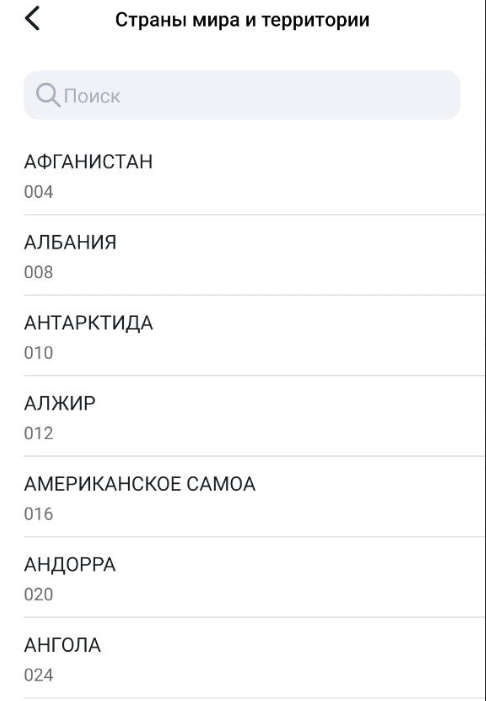 Страны мира и территории
Поиск
АФГАНИСТАН
004
АЛБАНИЯ
008
АНТАРКТИДА
010
АЛЖИР
012
АМЕРИКАНСКОЕ САМОА
016
АНДОРРА
020
АНГОЛА
024